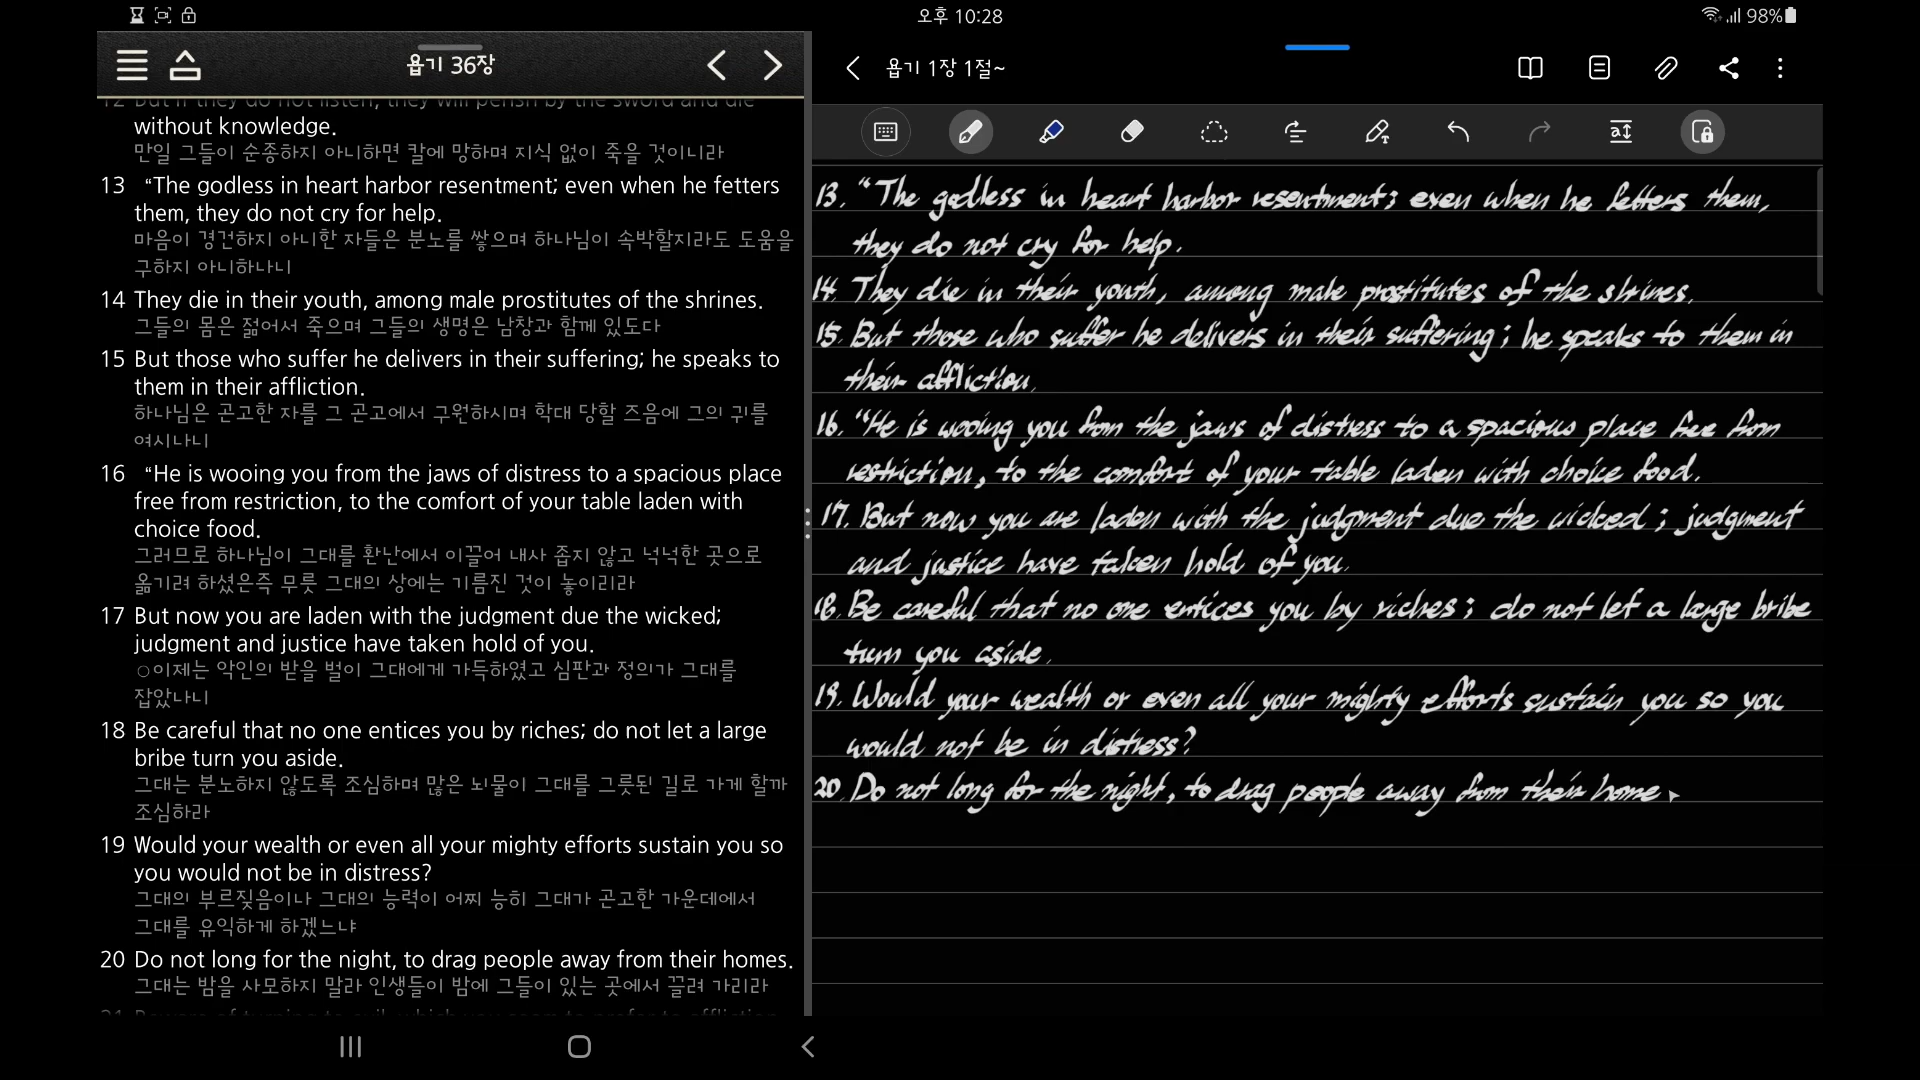 오후 10:28
98%
욥기 36장
12 But if they do not listen, they will perish by the sword and die
without knowledge.
만일 그들이 순종하지 아니하면 칼에 망하며 지식 없이 죽을 것이니라
13 “The godless in heart harbor resentment; even when he fetters
them, they do not cry for help.
마음이 경건하지 아니한 자들은 분노를 쌓으며 하나님이 속박할지라도 도움을
구하지 아니하나니
14 They die in their youth, among male prostitutes of the shrines.
그들의 몸은 젊어서 죽으며 그들의 생명은 남창과 함께 있도다
15 But those who suffer he delivers in their suffering; he speaks to
them in their affliction.
하나님은 곤고한 자를 그 곤고에서 구원하시며 학대 당할 즈음에 그의 귀를
여시나니
16 “He is wooing you from the jaws of distress to a spacious place
free from restriction, to the comfort of your table laden with
choice food.
그러므로 하나님이 그대를 환난에서 이끌어 내사 좁지 않고 넉넉한 곳으로
옮기려 하셨은즉 무릇 그대의 상에는 기름진 것이 놓이리라
17 But now you are laden with the judgment due the wicked;
judgment and justice have taken hold of you.
○이제는 악인의 받을 벌이 그대에게 가득하였고 심판과 정의가 그대를
잡았나니
18 Be careful that no one entices you by riches; do not let a large
bribe turn you aside.
그대는 분노하지 않도록 조심하며 많은 뇌물이 그대를 그릇된 길로 가게 할까
조심하라
19 Would your wealth or even all your mighty efforts sustain you so
you would not be in distress?
그대의 부르짖음이나 그대의 능력이 어찌 능히 그대가 곤고한 가운데에서
그대를 유익하게 하겠느냐
20 Do not long for the night, to drag people away from their homes.
그대는 밤을 사모하지 말라 인생들이 밤에 그들이 있는 곳에서 끌려 가리라
21 Beware of turning to evil, which you seem to prefer to affliction.
욥기 1장 1절~
13. “The godless in heart harbor resentment; even when he fetters them,
they do not cry for help.
14. They die in their youth, among male prostitutes of the shrines.
15. But those who suffer he delivers in their suffering; he speaks to them in
their affliction.
16. “He is wooing you from the jaws of distress to a spacious place free from
restriction, to the comfort of your table laden with choice food.
17. But now you are laden with the judgment due the wicked; judgment
and justice have taken hold of you.
18. Be careful that no one entices you by riches; do not let a large bribe
turn you aside.
19. Would your wealth or even all your mighty efforts sustain you so you
would not be in distress?
20. Do not long for the night, to drag people away from their home